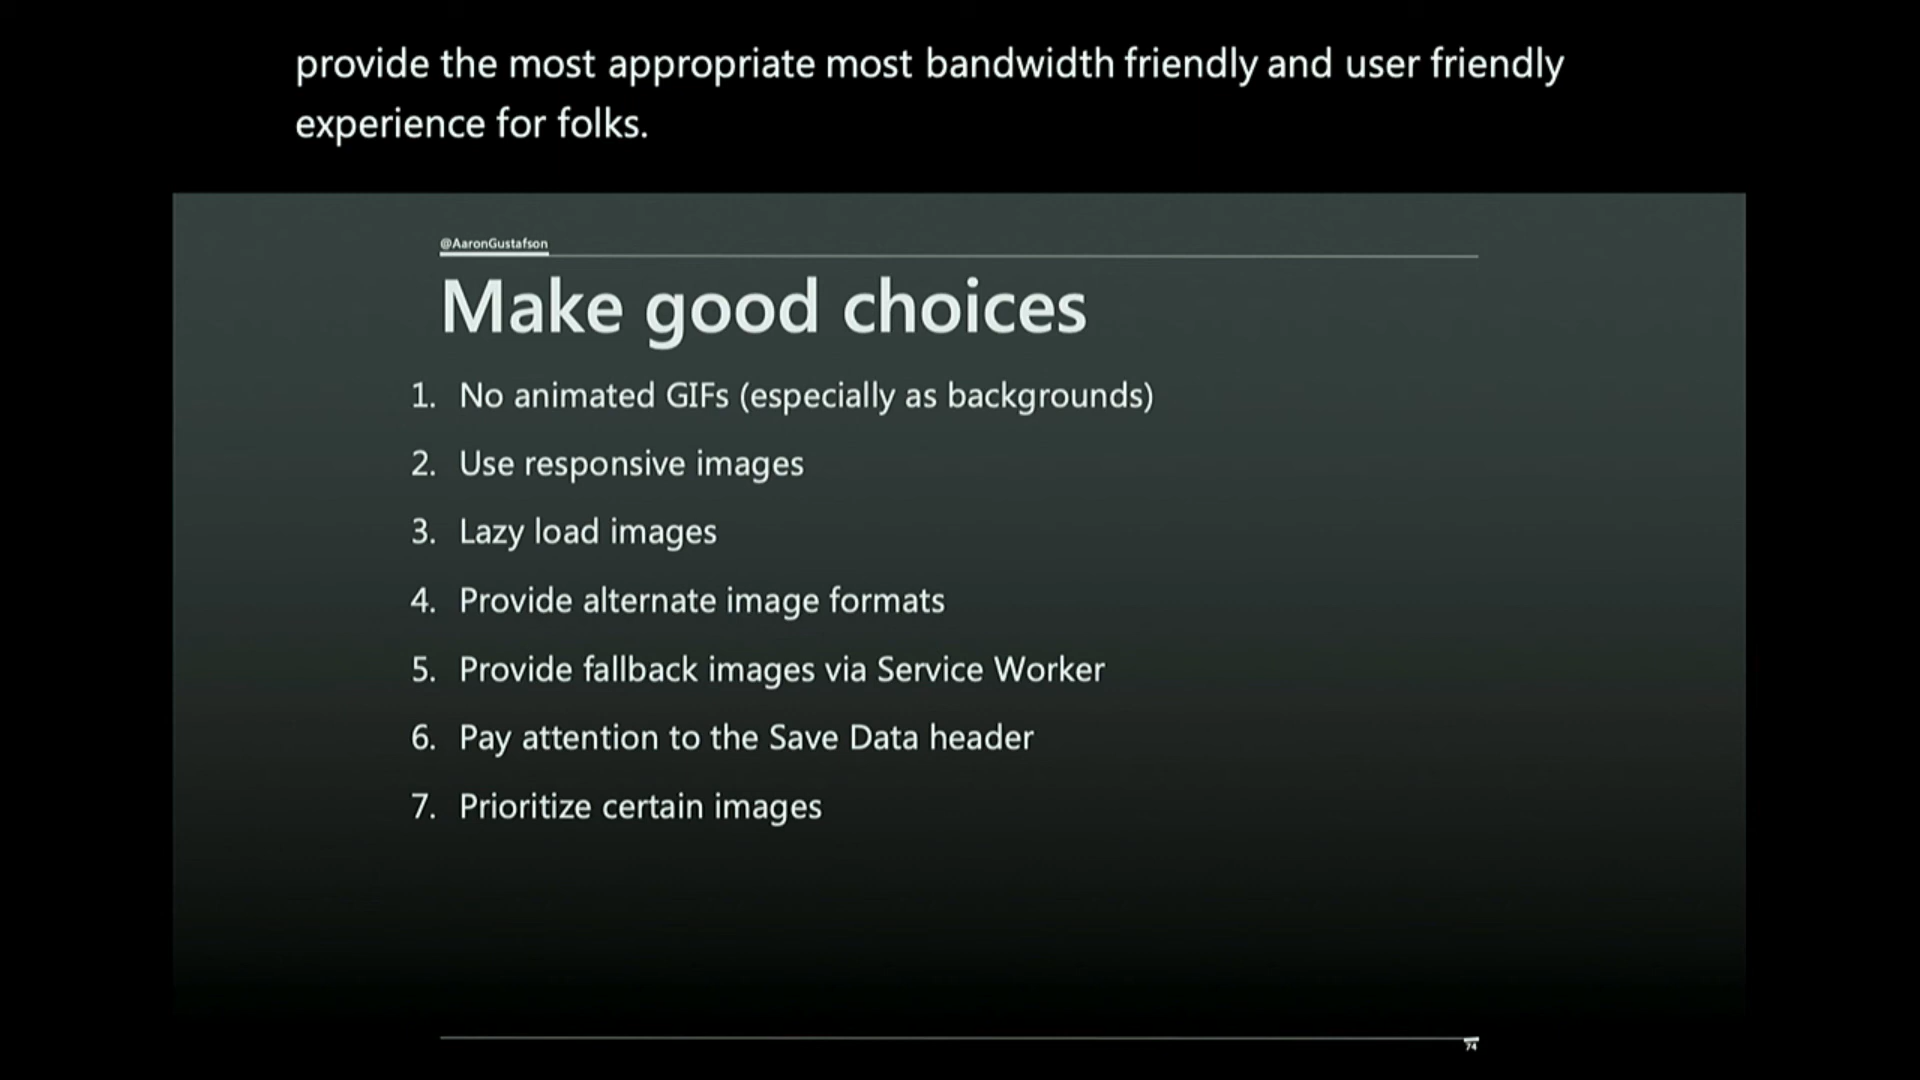 provide the most appropriate most bandwidth friendly and user friendly
experience for folks.
@AaronGustafson
Make good choices
1. No animated GIFs (especially as backgrounds)
2. Use responsive images
3. Lazy load images
4. Provide alternate image formats
5. Provide fallback images via Service Worker
6. Pay attention to the Save Data header
7. Prioritize certain images
74